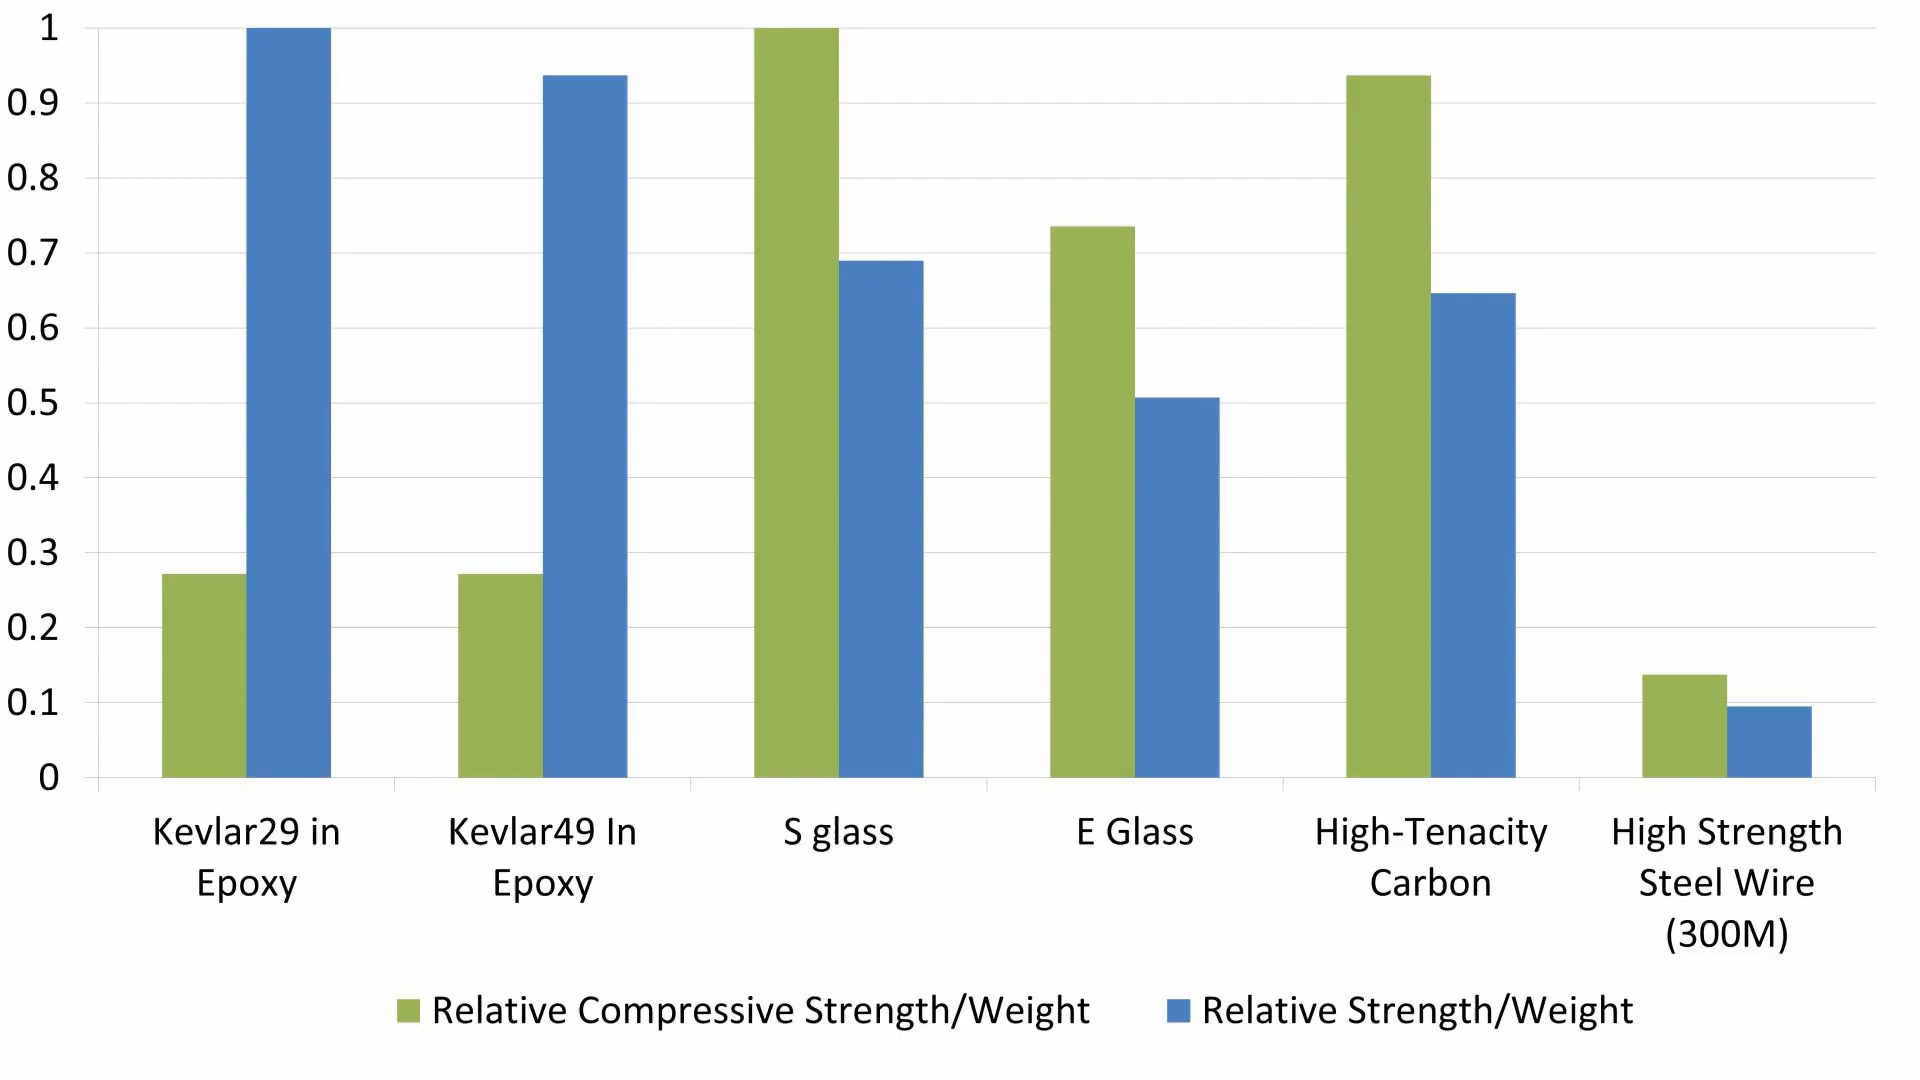 1
0.9
0.8
0.7
0.6
0.5
0.4
0.3
0.2
0.1
0
Kevlar29 in
Epoxy
Kevlar49 In
Epoxy
S glass
E Glass
High-Tenacity
Carbon
High Strength
Steel Wire
(300M)
Relative Compressive Strength/Weight
Relative Strength/Weight